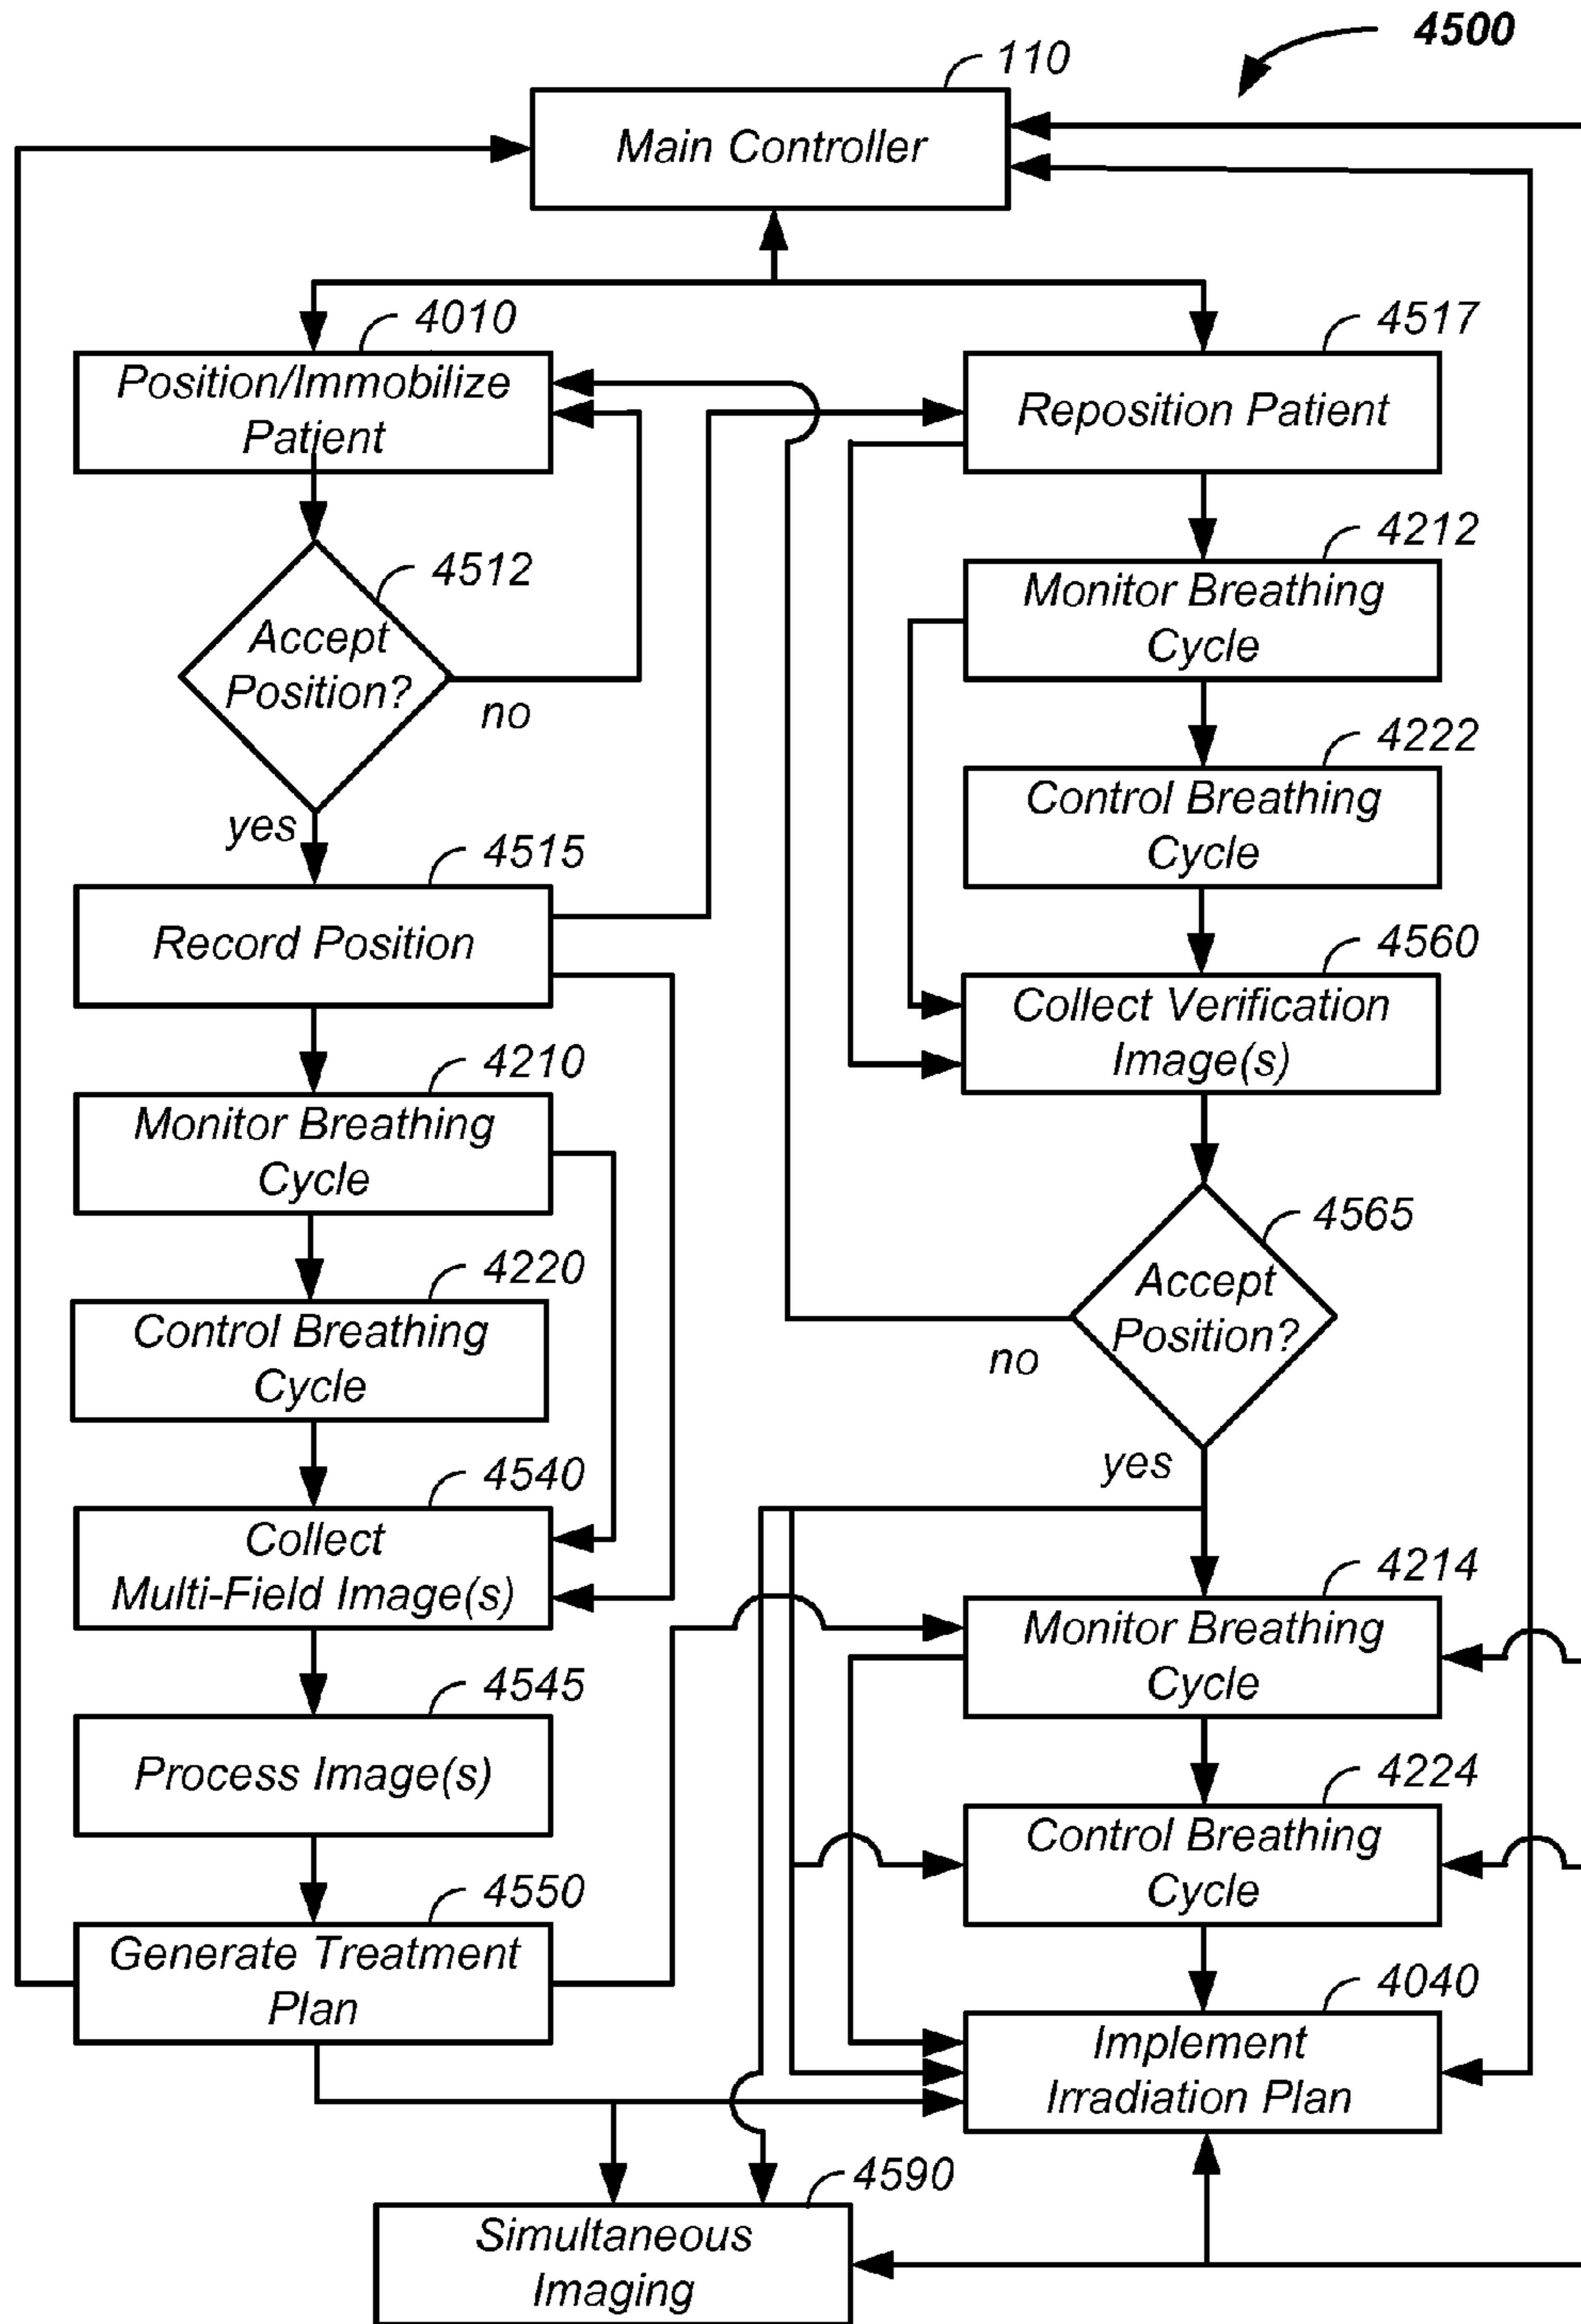 4500
110
Main Controller
4010
Position/Immobilize
Patient
4512
Accept
Position?
no
yes
4515
Record Position
4210
Monitor Breathing
Cycle
4220
Control Breathing
Cycle
4540
Collect
Multi-Field Image(s)
4545
Process Image(s)
4550
Generate Treatment
Plan
4517
Reposition Patient
4212
Monitor Breathing
Cycle
4222
Control Breathing
Cycle
4560
Collect Verification
Image(s)
4565
Accept
Position?
no
yes
4214
Monitor Breathing
Cycle
4224
Control Breathing
Cycle
4040
Implement
Irradiation Plan
4590
Simultaneous
Imaging